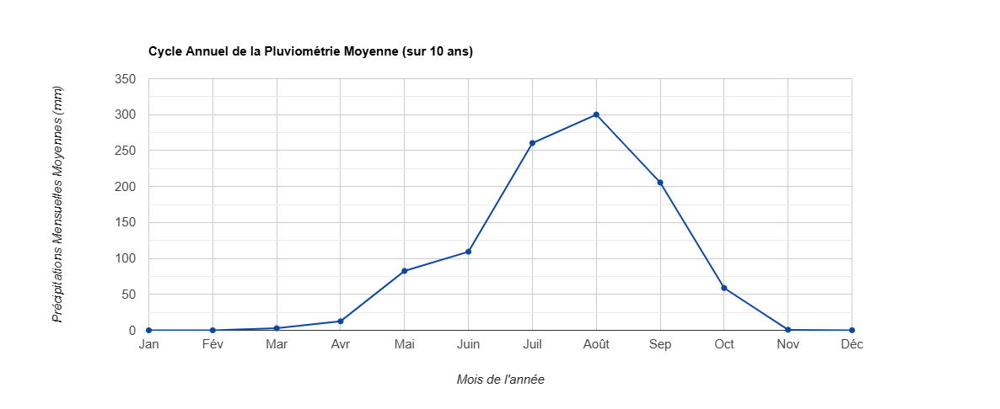 Cycle Annuel de la Pluviométrie Moyenne (sur 10 ans)
Précipitations Mensuelles Moyennes (mm)
350
300
250
200
150
100
50
0
Jan Fév Mar Avr Mai Juin Juil Août Sep Oct Nov Déc
Mois de l'année